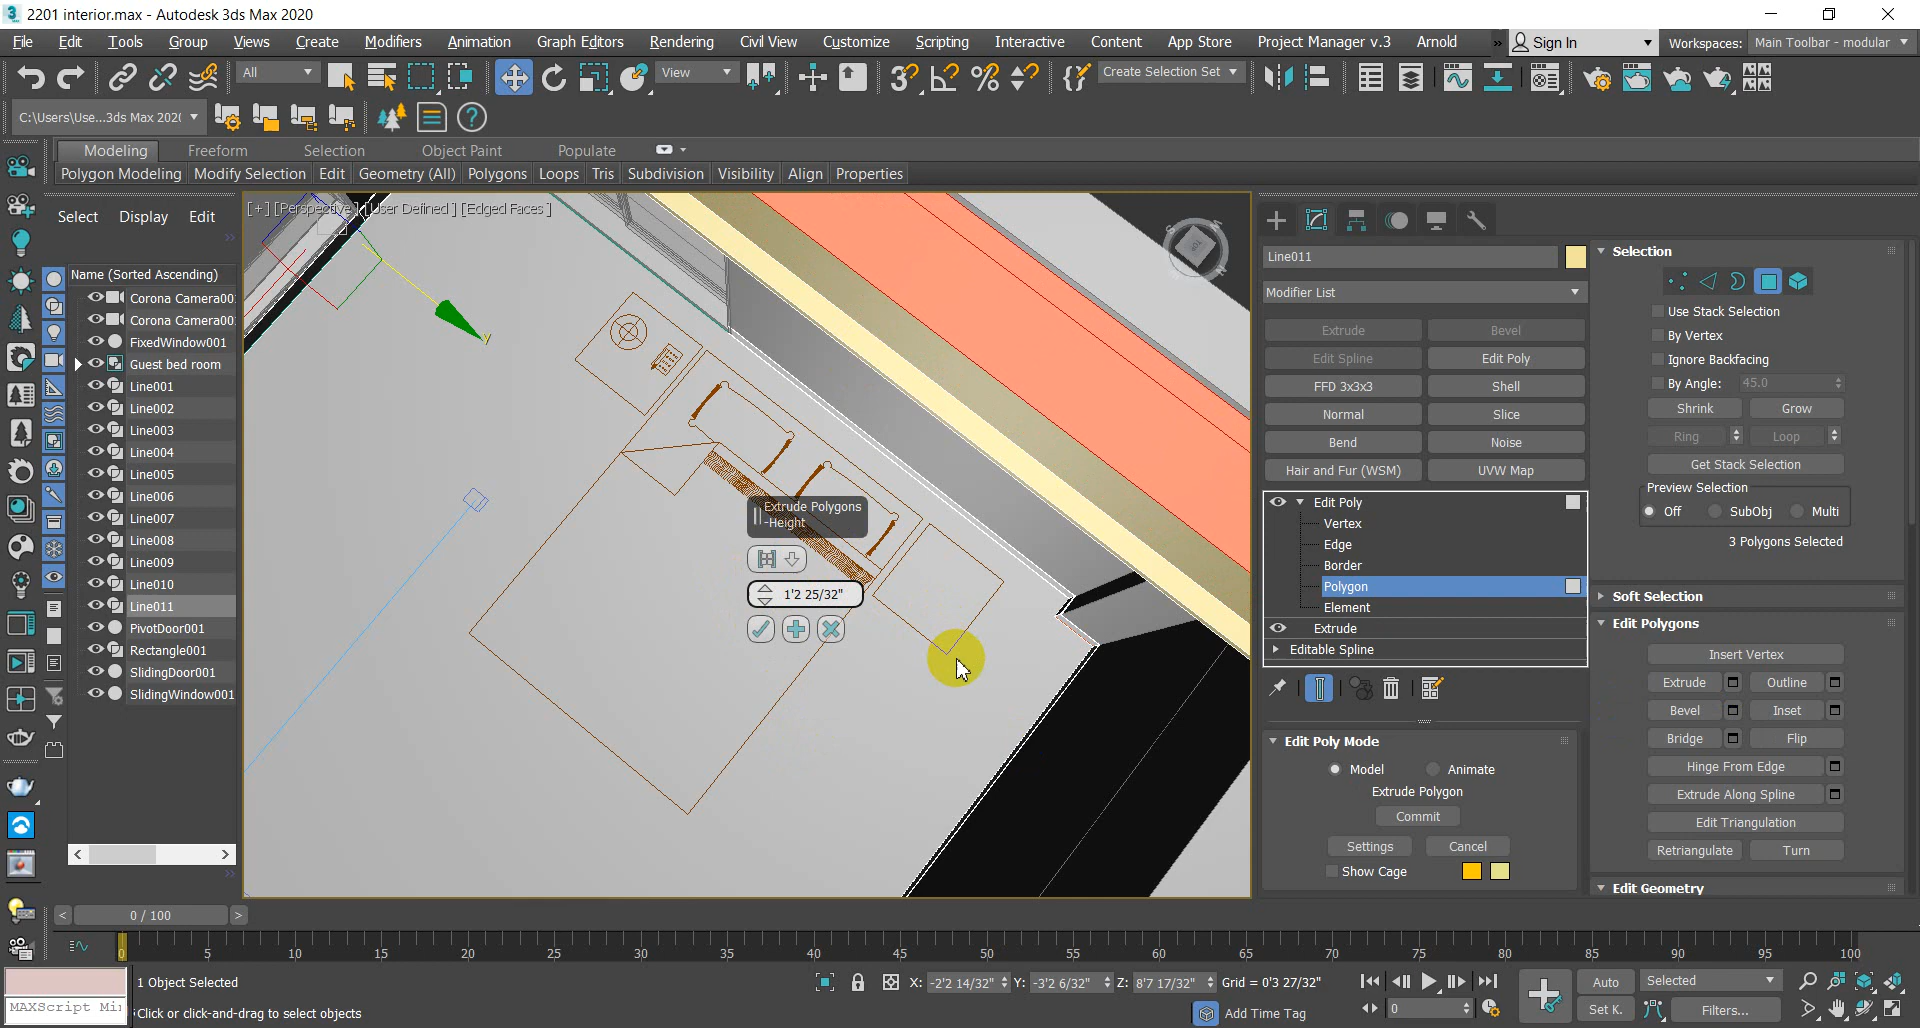 2201 interior.max - Autodesk 3ds Max 2020
File Edit Tools Group Views Create Modifiers Animation Graph Editors Rendering Civil View Customize Scripting Interactive Content App Store Project Manager v.3 Arnold » Sign In Workspaces: Main Toolbar - modular
All View Create Selection Set
C:\Users\Use...3ds Max 202(
Modeling Freeform Selection Object Paint Populate
Polygon Modeling Modify Selection Edit Geometry (All) Polygons Loops Tris Subdivision Visibility Align Properties
Select Display Edit
[+] [Perspective ] [User Defined ] [Edged Faces ]
Name (Sorted Ascending)
Corona Camera00
Corona Camera00
FixedWindow001
Guest bed room
Line001
Line002
Line003
Line004
Line005
Line006
Line007
Line008
Line009
Line010
Line011
PivotDoor001
Rectangle001
SlidingDoor001
SlidingWindow001
TOP
y
Extrude Polygons
-Height
1'2 25/32"
Line011
Modifier List
Extrude Bevel
Edit Spline Edit Poly
FFD 3x3x3 Shell
Normal Slice
Bend Noise
Hair and Fur (WSM) UVW Map
Edit Poly
Vertex
Edge
Border
Polygon
Element
Extrude
Editable Spline
Edit Poly Mode
Model Animate
Extrude Polygon
Commit
Settings Cancel
Show Cage
Selection
Use Stack Selection
By Vertex
Ignore Backfacing
By Angle: 45.0
Shrink Grow
Ring Loop
Get Stack Selection
Preview Selection
Off SubObj Multi
3 Polygons Selected
Soft Selection
Edit Polygons
Insert Vertex
Extrude Outline
Bevel Inset
Bridge Flip
Hinge From Edge
Extrude Along Spline
Edit Triangulation
Retriangulate Turn
Edit Geometry
< 0 / 100 >
0 5 10 15 20 25 30 35 40 45 50 55 60 65 70 75 80 85 90 95 100
1 Object Selected
X: -2'2 14/32" Y: -3'2 6/32" Z: 8'7 17/32" Grid = 0'3 27/32"
Auto Selected
MAXScript Mi
Click or click-and-drag to select objects
Add Time Tag
0
Set K. Filters...